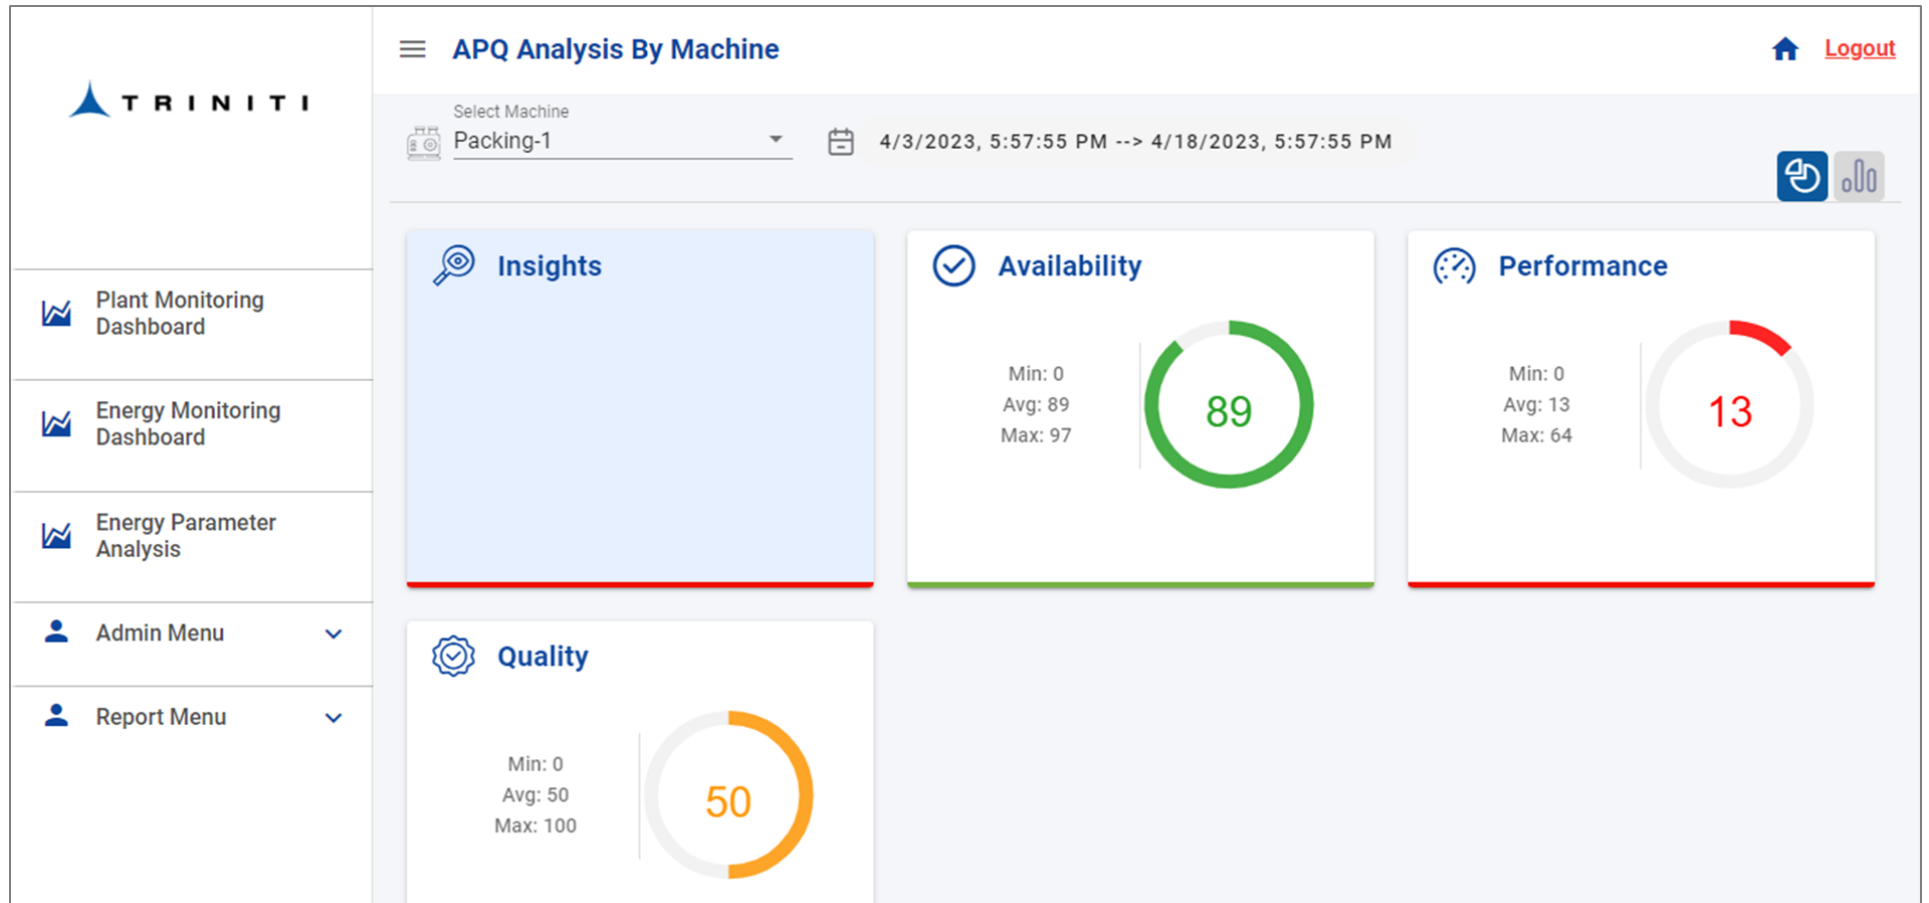 TRINITI
Plant Monitoring
Dashboard
Energy Monitoring
Dashboard
Energy Parameter
Analysis
Admin Menu
Report Menu
APQ Analysis By Machine
Logout
Select Machine
Packing-1
4/3/2023, 5:57:55 PM --> 4/18/2023, 5:57:55 PM
Insights
Availability
Min: 0
Avg: 89
Max: 97
89
Performance
Min: 0
Avg: 13
Max: 64
13
Quality
Min: 0
Avg: 50
Max: 100
50